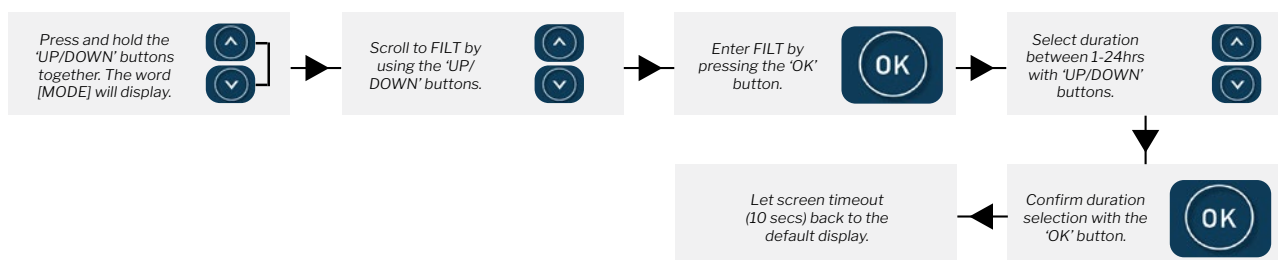 Press and hold the
‘UP/DOWN’ buttons
together. The word
[MODE] will display.
Scroll to FILT by
using the ‘UP/
DOWN’ buttons.
Enter FILT by
pressing the ‘OK’
button.
OK
Select duration
between 1-24hrs
with ‘UP/DOWN’
buttons.
Confirm duration
selection with the
‘OK’ button.
OK
Let screen timeout
(10 secs) back to the
default display.